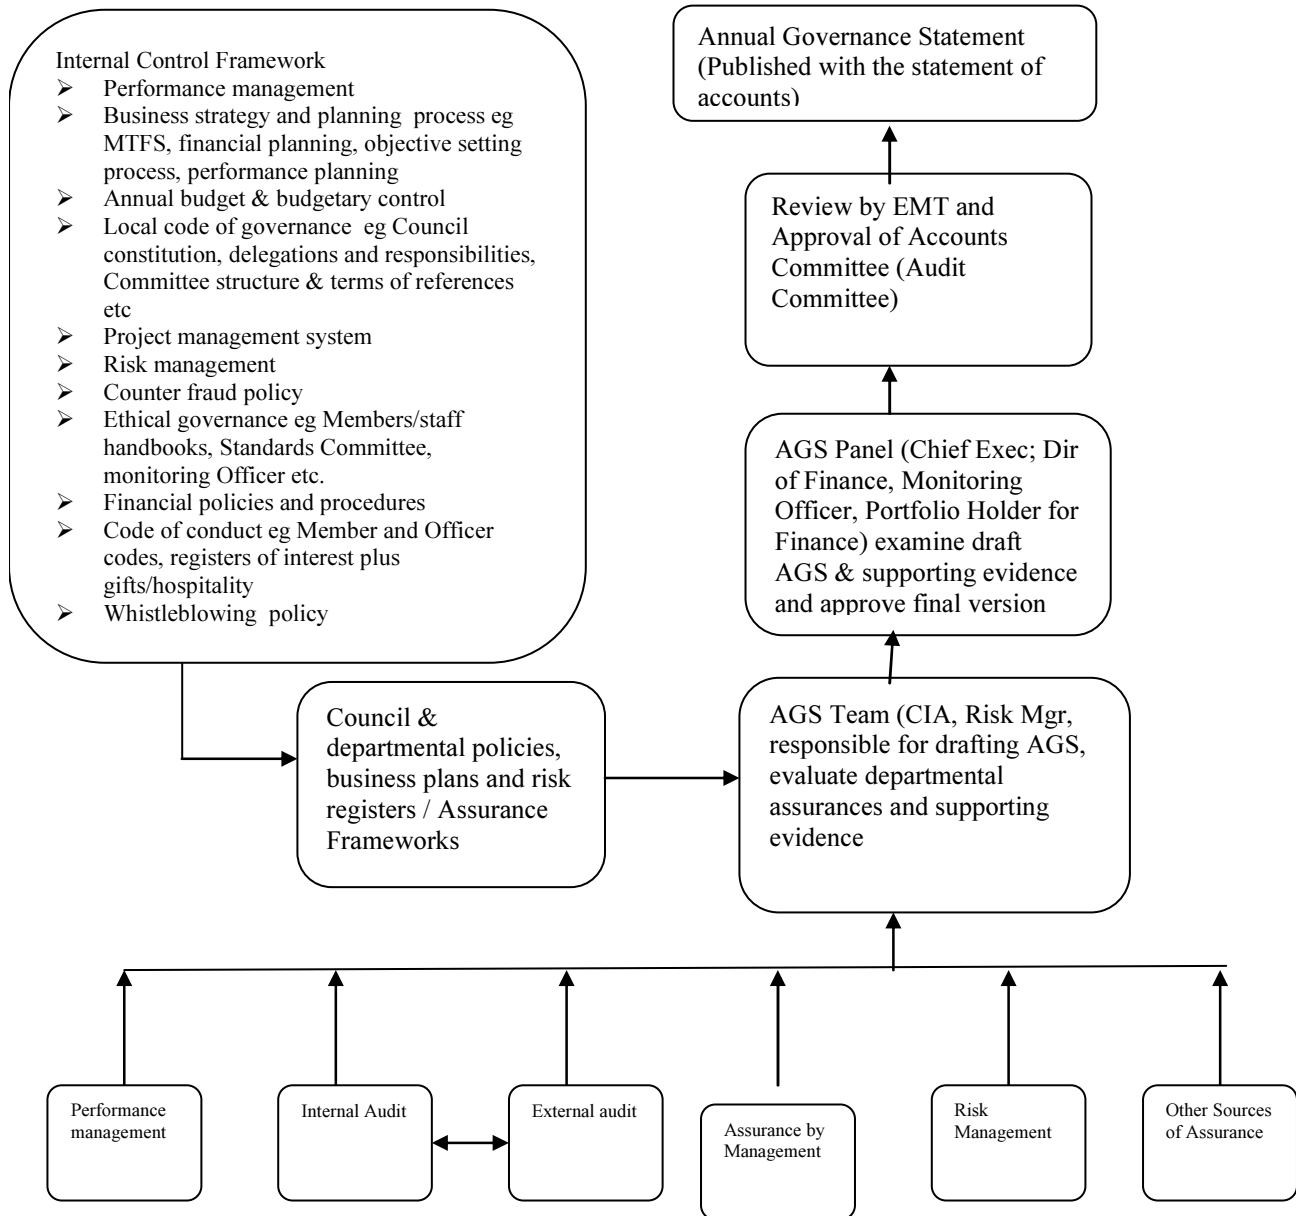 Internal Control Framework
➢ Performance management
➢ Business strategy and planning process eg
MTFS, financial planning, objective setting
process, performance planning
➢ Annual budget & budgetary control
➢ Local code of governance eg Council
constitution, delegations and responsibilities,
Committee structure & terms of references
etc
➢ Project management system
➢ Risk management
➢ Counter fraud policy
➢ Ethical governance eg Members/staff
handbooks, Standards Committee,
monitoring Officer etc.
➢ Financial policies and procedures
➢ Code of conduct eg Member and Officer
codes, registers of interest plus
gifts/hospitality
➢ Whistleblowing policy
Annual Governance Statement
(Published with the statement of
accounts)
Review by EMT and
Approval of Accounts
Committee (Audit
Committee)
AGS Panel (Chief Exec; Dir
of Finance, Monitoring
Officer, Portfolio Holder for
Finance) examine draft
AGS & supporting evidence
and approve final version
Council &
departmental policies,
business plans and risk
registers / Assurance
Frameworks
AGS Team (CIA, Risk Mgr,
responsible for drafting AGS,
evaluate departmental
assurances and supporting
evidence
Performance
management
Internal Audit
External audit
Assurance by
Management
Risk
Management
Other Sources
of Assurance